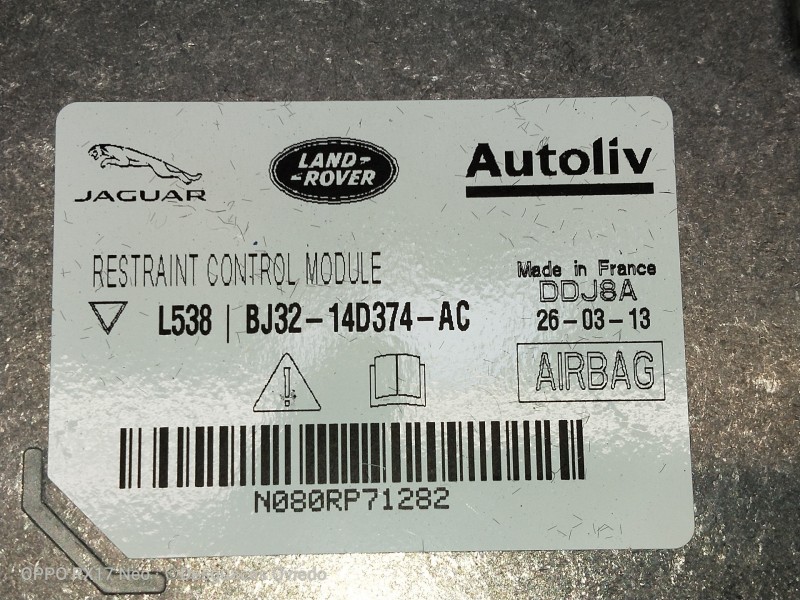 JAGUAR
LAND-
-ROVER
Autoliv
RESTRAINT CONTROL MODULE
Made in France
DDJ8A
L538 | BJ32-14D374-AC
26-03-13
AIRBAG
N080RP71282
OPPO